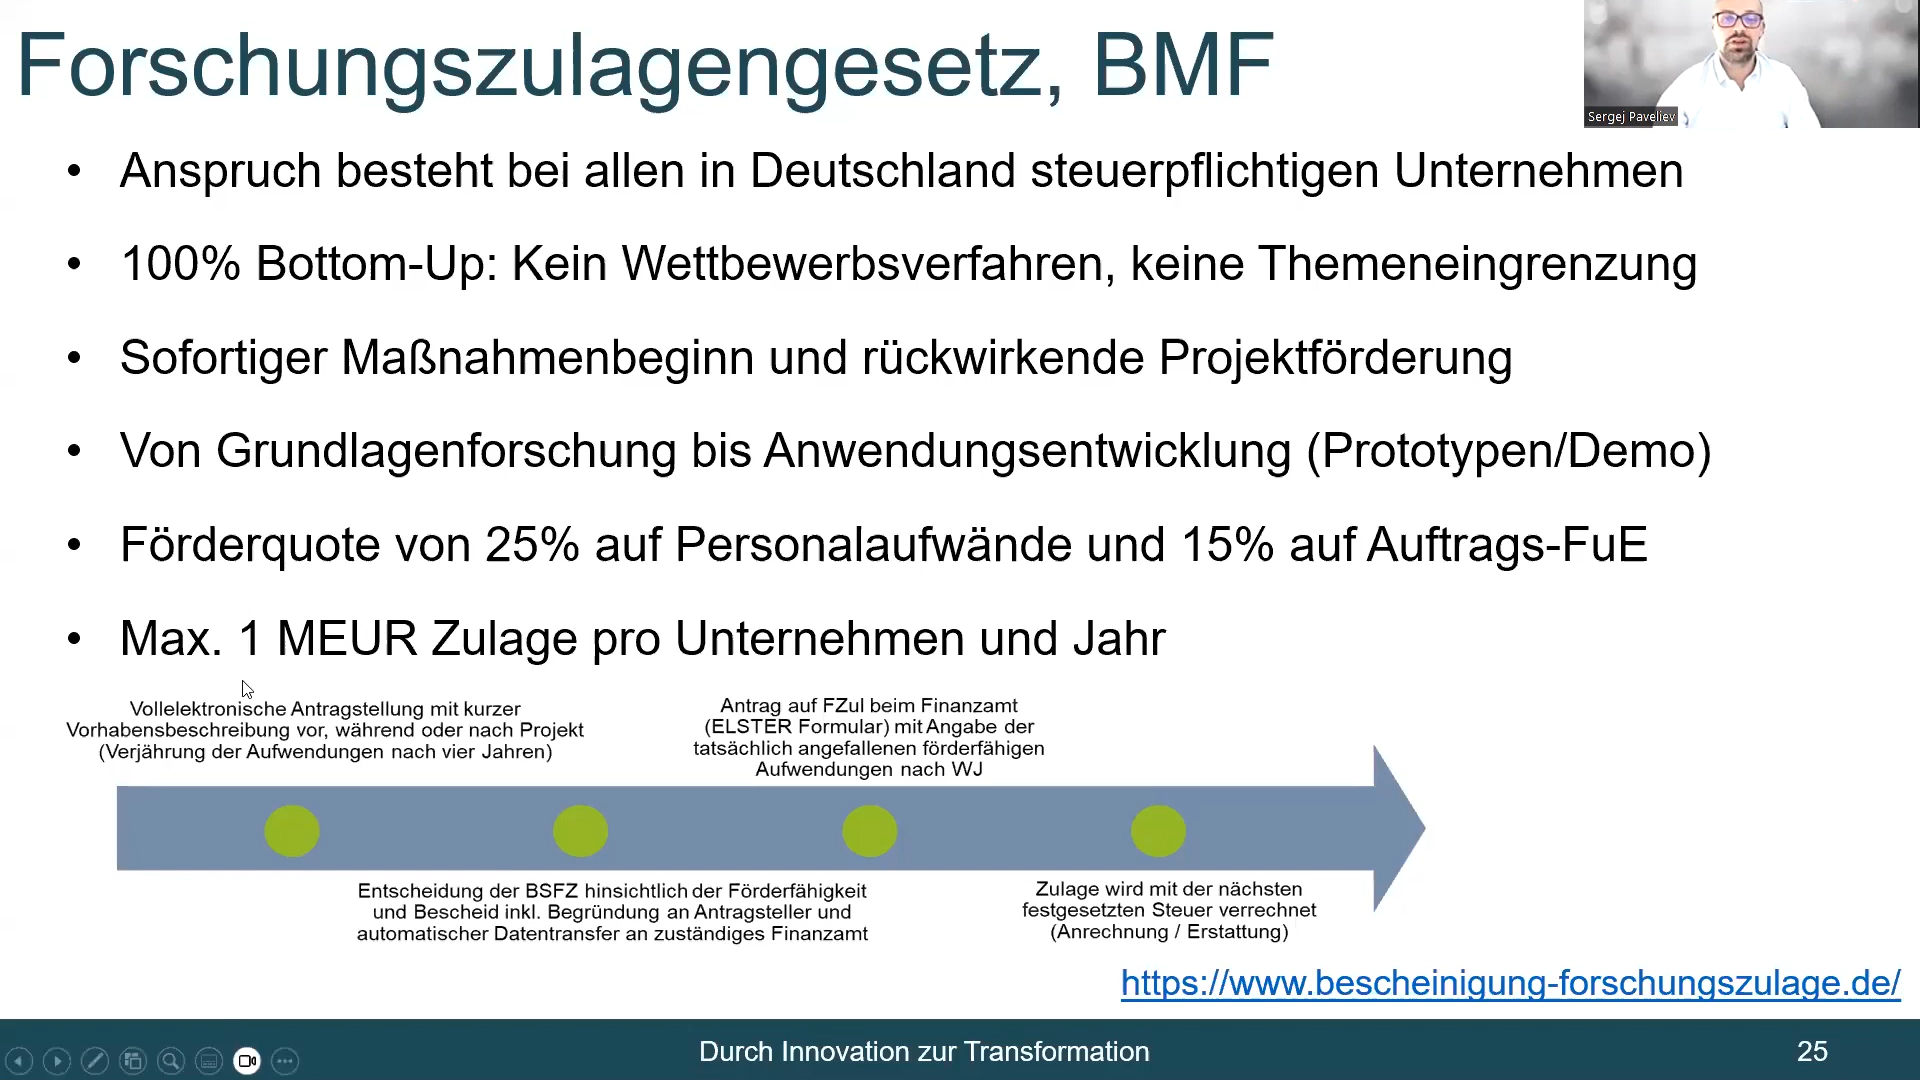 Forschungszulagengesetz, BMF
Sergej Paveliev
• Anspruch besteht bei allen in Deutschland steuerpflichtigen Unternehmen
• 100% Bottom-Up: Kein Wettbewerbsverfahren, keine Themeneingrenzung
• Sofortiger Maßnahmenbeginn und rückwirkende Projektförderung
• Von Grundlagenforschung bis Anwendungsentwicklung (Prototypen/Demo)
• Förderquote von 25% auf Personalaufwände und 15% auf Auftrags-FuE
• Max. 1 MEUR Zulage pro Unternehmen und Jahr
Vollelektronische Antragstellung mit kurzer
Vorhabensbeschreibung vor, während oder nach Projekt
(Verjährung der Aufwendungen nach vier Jahren)
Antrag auf FZul beim Finanzamt
(ELSTER Formular) mit Angabe der
tatsächlich angefallenen förderfähigen
Aufwendungen nach WJ
Entscheidung der BSFZ hinsichtlich der Förderfähigkeit
und Bescheid inkl. Begründung an Antragsteller und
automatischer Datentransfer an zuständiges Finanzamt
Zulage wird mit der nächsten
festgesetzten Steuer verrechnet
(Anrechnung / Erstattung)
https://www.bescheinigung-forschungszulage.de/
Durch Innovation zur Transformation
25